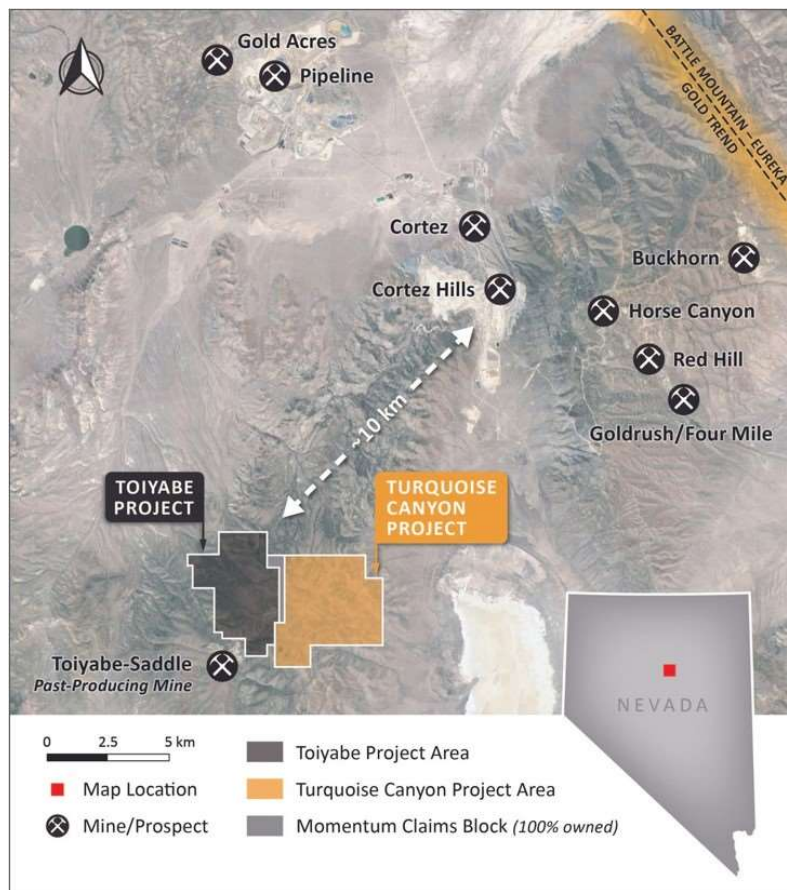 Gold Acres
Pipeline
BATTLE MOUNTAIN – EUREKA
GOLD TREND
Cortez
Buckhorn
Cortez Hills
Horse Canyon
Red Hill
Goldrush/Four Mile
~10 km
TOIYABE
PROJECT
TURQUOISE
CANYON
PROJECT
Toiyabe-Saddle
Past-Producing Mine
NEVADA
0 2.5 5 km
Toiyabe Project Area
Map Location
Turquoise Canyon Project Area
Mine/Prospect
Momentum Claims Block (100% owned)